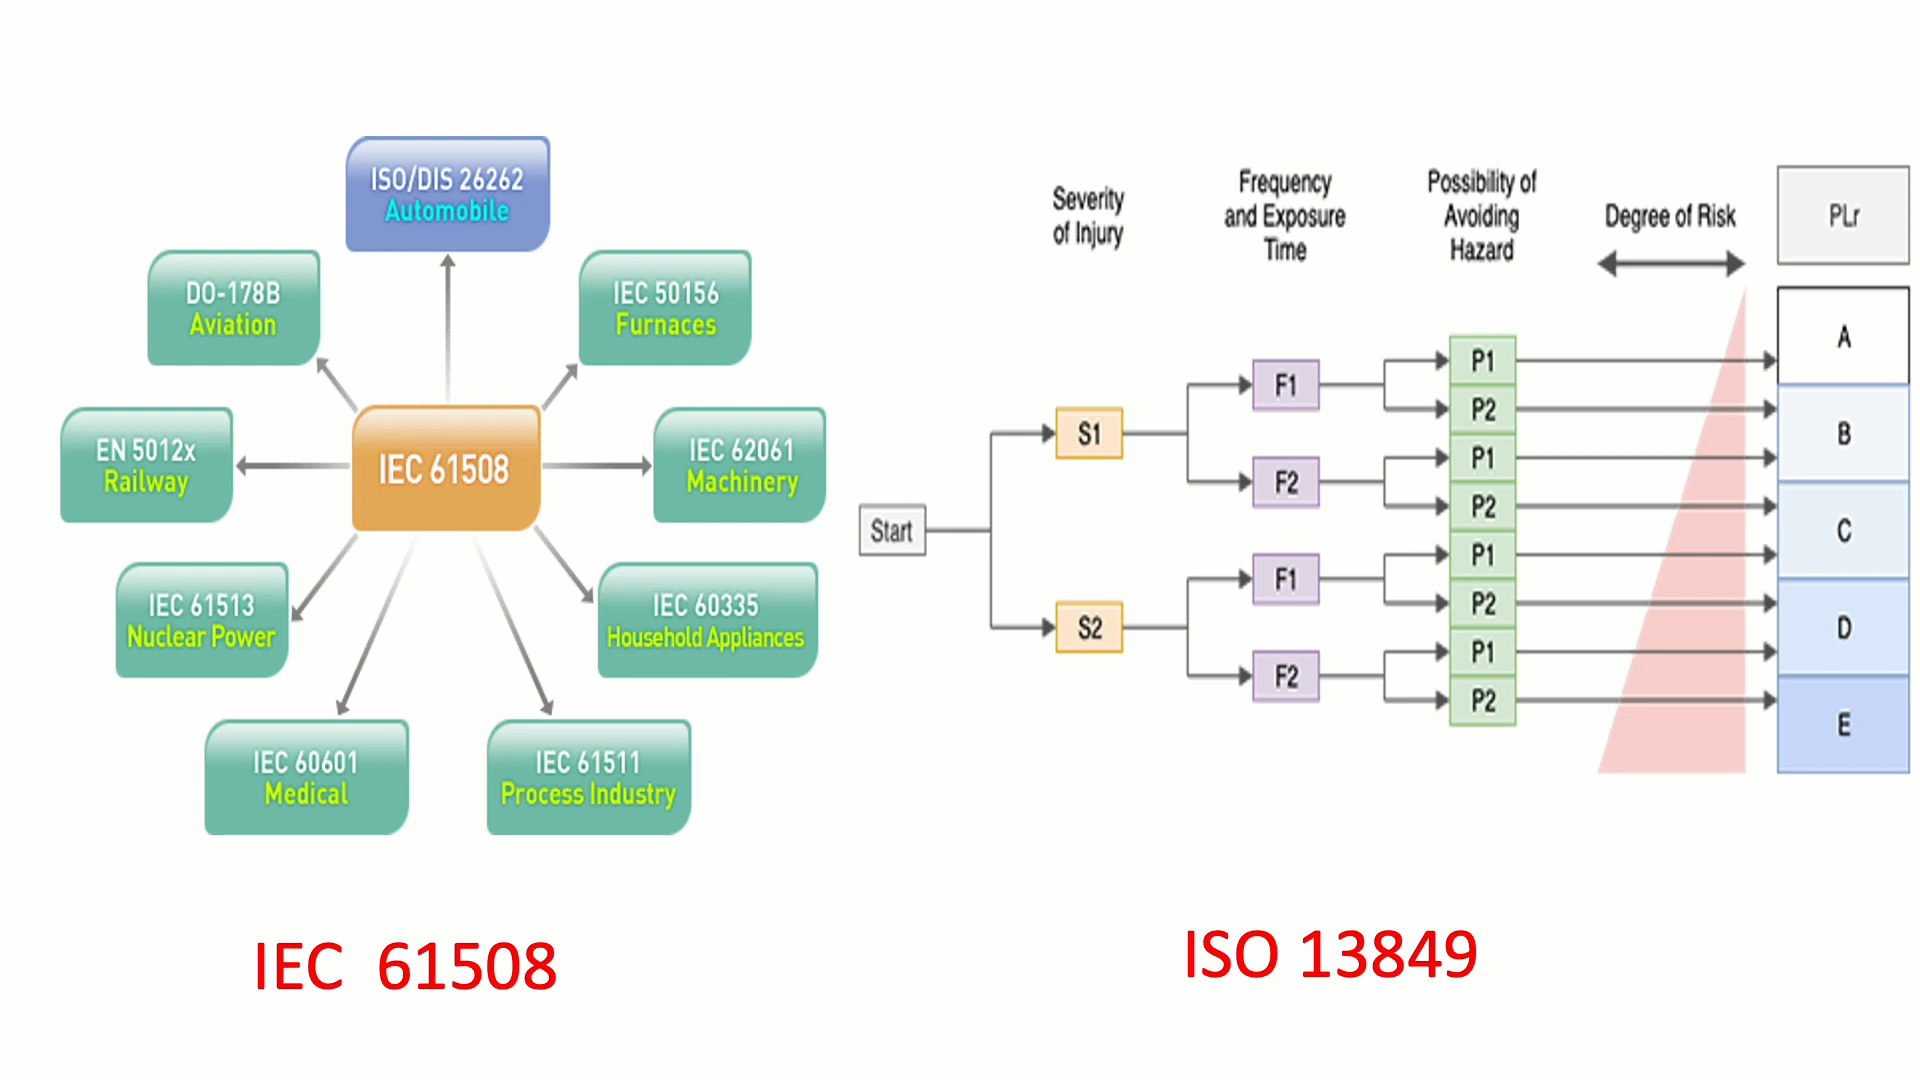 ISO/DIS 26262
Automobile
DO-178B
Aviation
IEC 50156
Furnaces
EN 5012x
Railway
IEC 61508
IEC 62061
Machinery
IEC 61513
Nuclear Power
IEC 60335
Household Appliances
IEC 60601
Medical
IEC 61511
Process Industry
IEC  61508
Severity
of Injury
Frequency
and Exposure
Time
Possibility of
Avoiding
Hazard
Degree of Risk
PLr
Start
S1
S2
F1
F2
F1
F2
P1
P2
P1
P2
P1
P2
P1
P2
A
B
C
D
E
ISO 13849